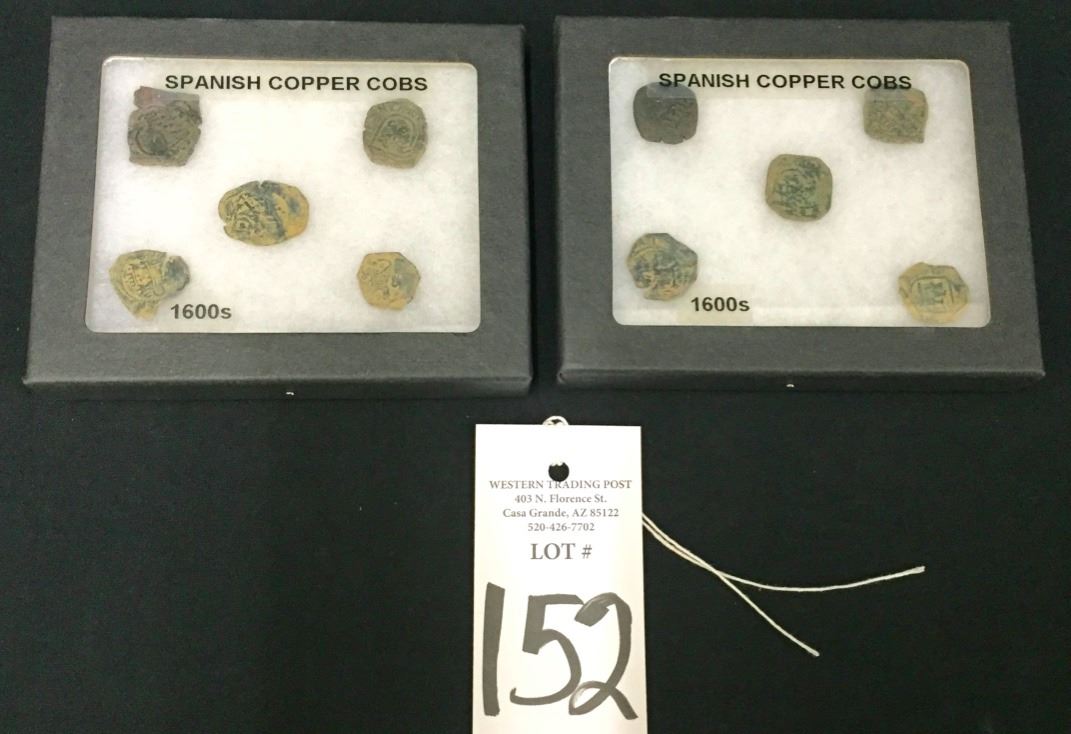 SPANISH COPPER COBS
1600s
SPANISH COPPER COBS
1600s
WESTERN TRADING POST
403 N. Florence St.
Casa Grande, AZ 85122
520-426-7702
LOT #
152